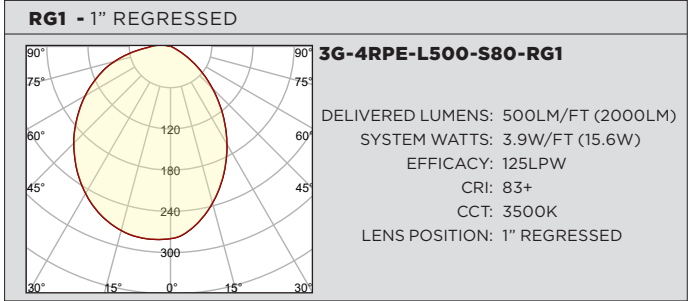 RG1 - 1” REGRESSED
90° 90°
75° 75°
60° 60°
45° 45°
120
180
240
300
30° 15° 0° 15° 30°
3G-4RPE-L500-S80-RG1
DELIVERED LUMENS: 500LM/FT (2000LM)
SYSTEM WATTS: 3.9W/FT (15.6W)
EFFICACY: 125LPW
CRI: 83+
CCT: 3500K
LENS POSITION: 1” REGRESSED